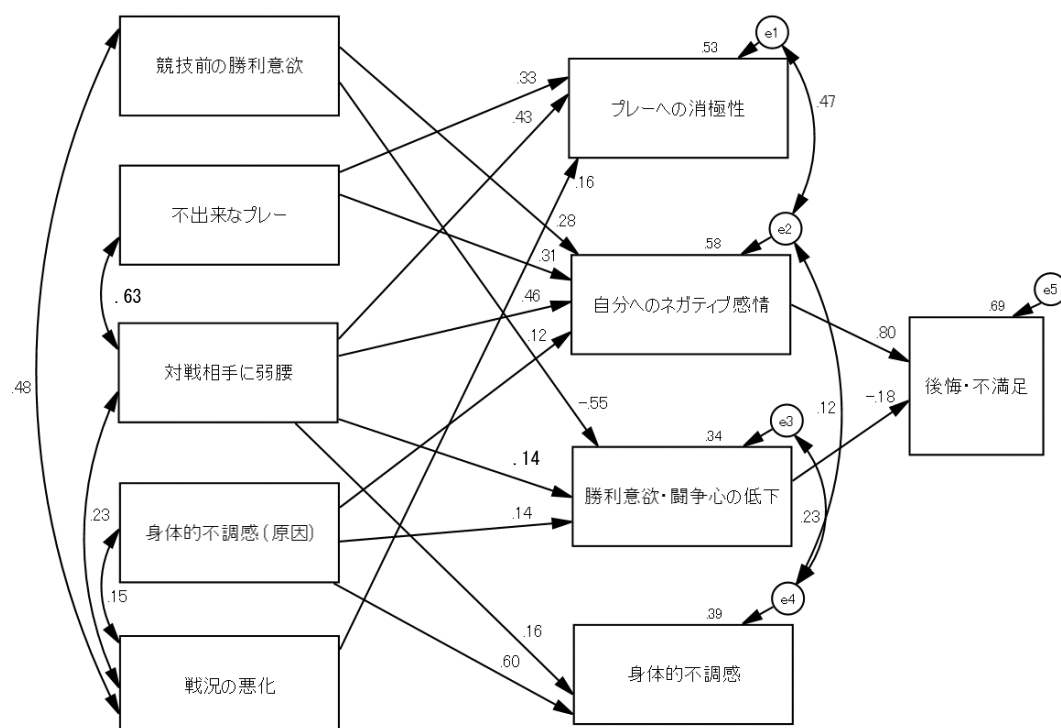 競技前の勝利意欲
不出来なプレー
対戦相手に弱腰
身体的不調感(原因)
戦況の悪化
.48
.63
.23
.15
.33
.43
.16
.28
.31
.46
.12
-.55
.14
.14
.16
.60
.53
e1
プレーへの消極性
.47
.58
e2
自分へのネガティブ感情
.34
e3
勝利意欲・闘争心の低下
.12
.23
.39
e4
身体的不調感
.80
-.18
.69
e5
後悔・不満足